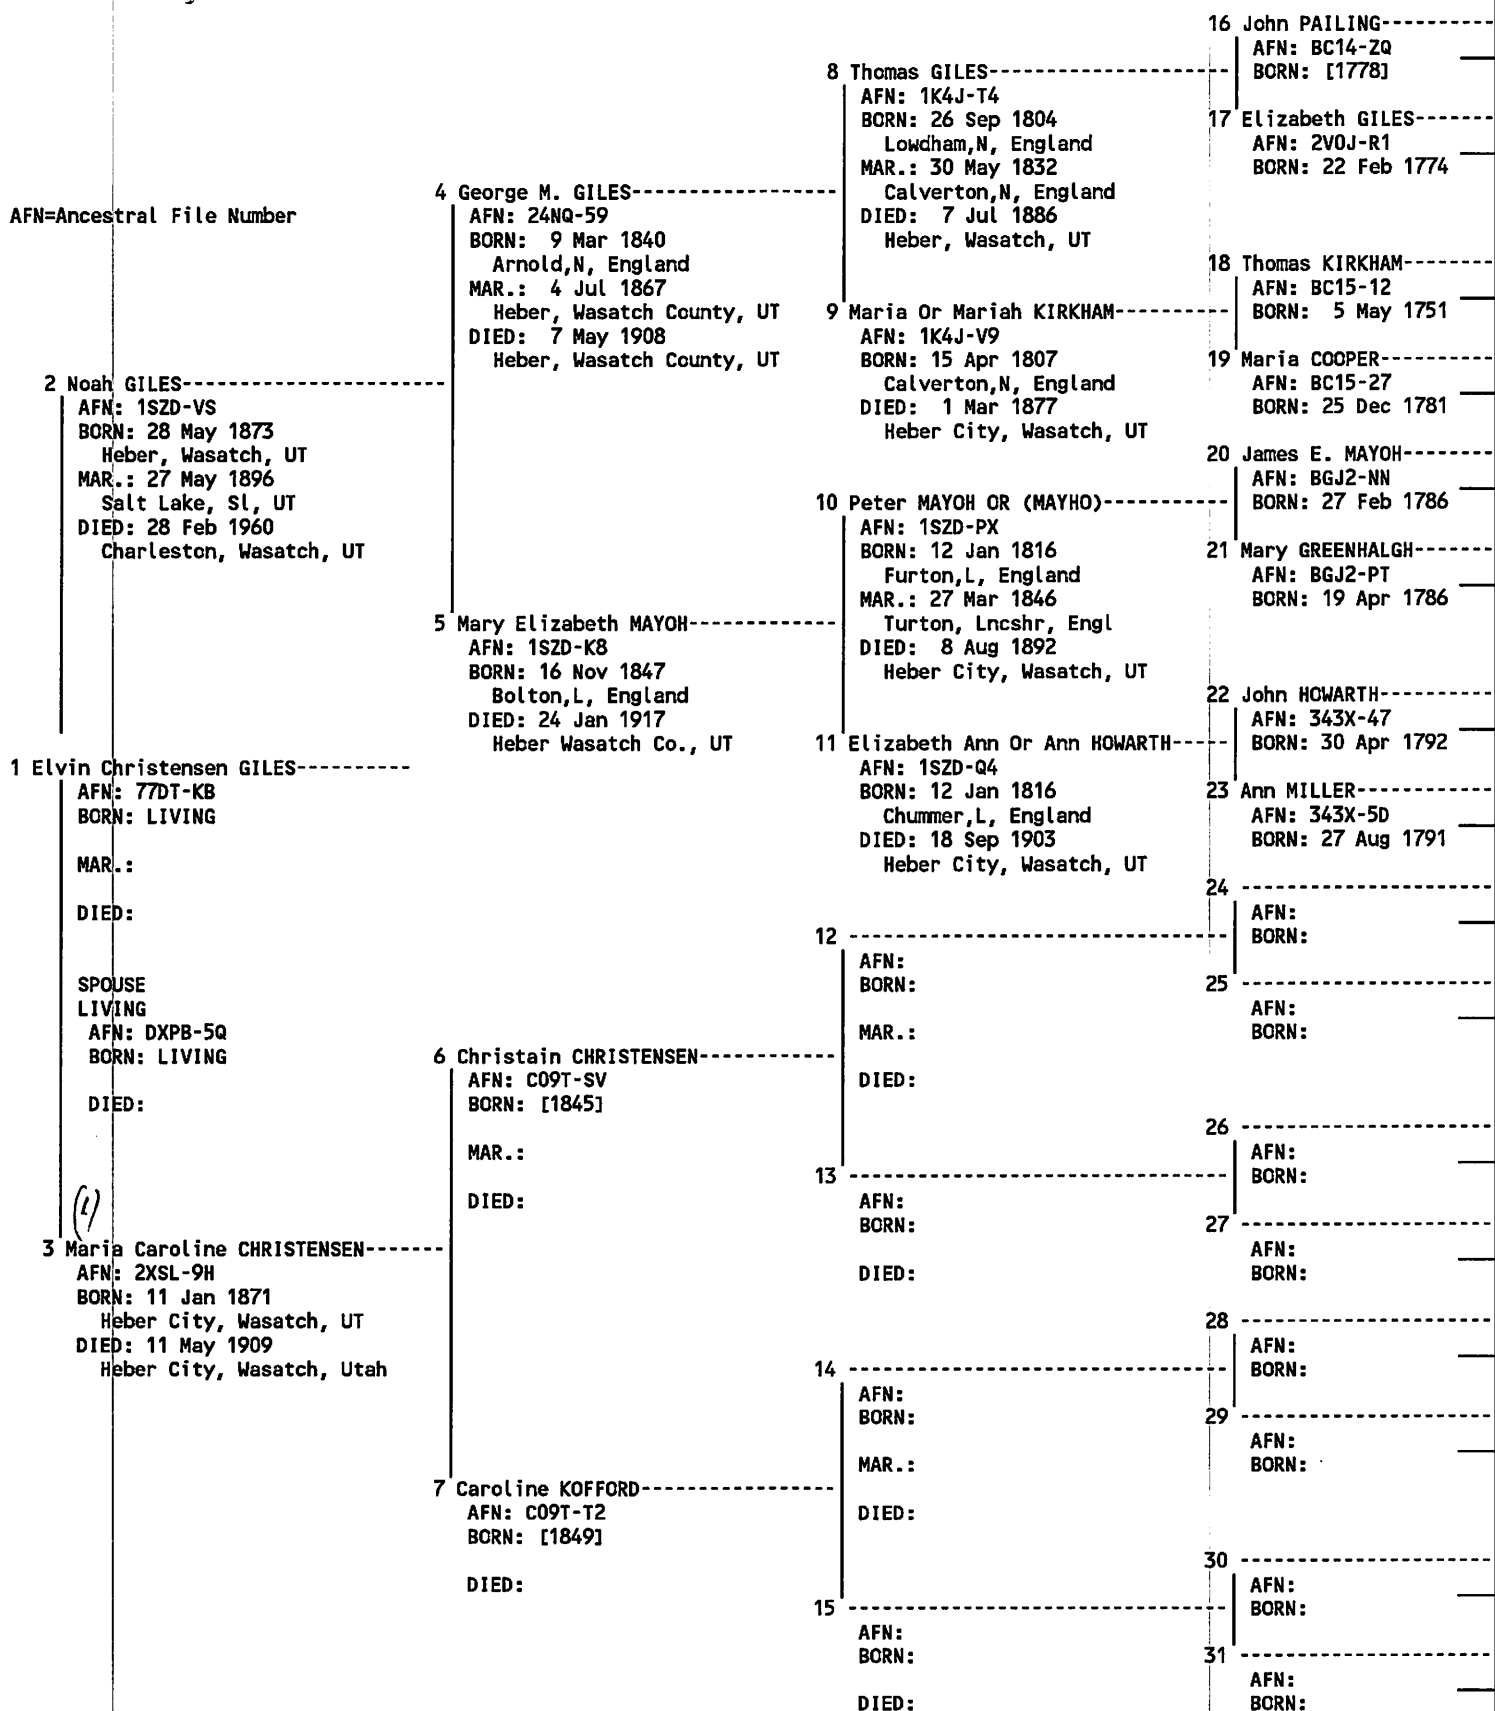 AFN=Ancestral File Number
1 Elvin Christensen GILES----------
AFN: 77DT-KB
BORN: LIVING
MAR.:
DIED:
SPOUSE
LIVING
AFN: DXPB-5Q
BORN: LIVING
DIED:
2 Noah GILES-----------------------
AFN: 1SZD-VS
BORN: 28 May 1873
Heber, Wasatch, UT
MAR.: 27 May 1896
Salt Lake, Sl, UT
DIED: 28 Feb 1960
Charleston, Wasatch, UT
(1)
3 Maria Caroline CHRISTENSEN-------
AFN: 2XSL-9H
BORN: 11 Jan 1871
Heber City, Wasatch, UT
DIED: 11 May 1909
Heber City, Wasatch, Utah
4 George M. GILES------------------
AFN: 24NQ-59
BORN: 9 Mar 1840
Arnold,N, England
MAR.: 4 Jul 1867
Heber, Wasatch County, UT
DIED: 7 May 1908
Heber, Wasatch County, UT
5 Mary Elizabeth MAYOH-------------
AFN: 1SZD-K8
BORN: 16 Nov 1847
Bolton,L, England
DIED: 24 Jan 1917
Heber Wasatch Co., UT
6 Christain CHRISTENSEN------------
AFN: C09T-SV
BORN: [1845]
MAR.:
DIED:
7 Caroline KOFFORD-----------------
AFN: C09T-T2
BORN: [1849]
DIED:
8 Thomas GILES---------------------
AFN: 1K4J-T4
BORN: 26 Sep 1804
Lowdham,N, England
MAR.: 30 May 1832
Calverton,N, England
DIED: 7 Jul 1886
Heber, Wasatch, UT
9 Maria Or Mariah KIRKHAM----------
AFN: 1K4J-V9
BORN: 15 Apr 1807
Calverton,N, England
DIED: 1 Mar 1877
Heber City, Wasatch, UT
10 Peter MAYOH OR (MAYHO)-----------
AFN: 1SZD-PX
BORN: 12 Jan 1816
Furton,L, England
MAR.: 27 Mar 1846
Turton, Lncshr, Engl
DIED: 8 Aug 1892
Heber City, Wasatch, UT
11 Elizabeth Ann Or Ann HOWARTH-----
AFN: 1SZD-Q4
BORN: 12 Jan 1816
Chummer,L, England
DIED: 18 Sep 1903
Heber City, Wasatch, UT
12 ---------------------------------
AFN:
BORN:
MAR.:
DIED:
13 ---------------------------------
AFN:
BORN:
DIED:
14 ---------------------------------
AFN:
BORN:
MAR.:
DIED:
15 ---------------------------------
AFN:
BORN:
DIED:
16 John PAILING----------
AFN: BC14-ZQ
BORN: [1778]
17 Elizabeth GILES-------
AFN: 2V0J-R1
BORN: 22 Feb 1774
18 Thomas KIRKHAM--------
AFN: BC15-12
BORN: 5 May 1751
19 Maria COOPER----------
AFN: BC15-27
BORN: 25 Dec 1781
20 James E. MAYOH--------
AFN: BGJ2-NN
BORN: 27 Feb 1786
21 Mary GREENHALGH-------
AFN: BGJ2-PT
BORN: 19 Apr 1786
22 John HOWARTH----------
AFN: 343X-47
BORN: 30 Apr 1792
23 Ann MILLER------------
AFN: 343X-5D
BORN: 27 Aug 1791
24 ----------------------
AFN:
BORN:
25 ----------------------
AFN:
BORN:
26 ----------------------
AFN:
BORN:
27 ----------------------
AFN:
BORN:
28 ----------------------
AFN:
BORN:
29 ----------------------
AFN:
BORN:
30 ----------------------
AFN:
BORN:
31 ----------------------
AFN:
BORN: